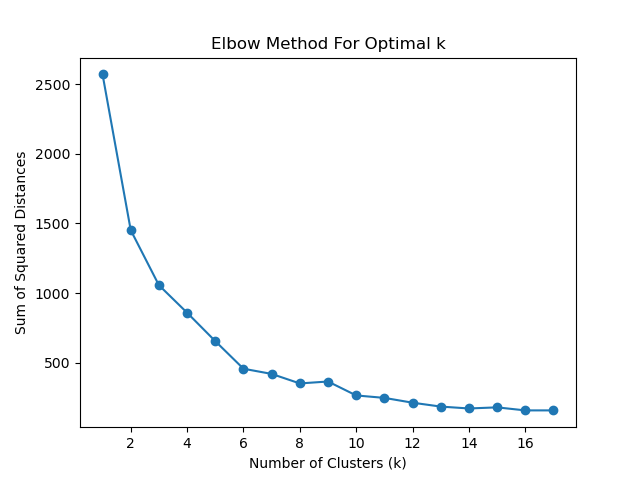 Elbow Method For Optimal k
Sum of Squared Distances
2500
2000
1500
1000
500
2 4 6 8 10 12 14 16
Number of Clusters (k)